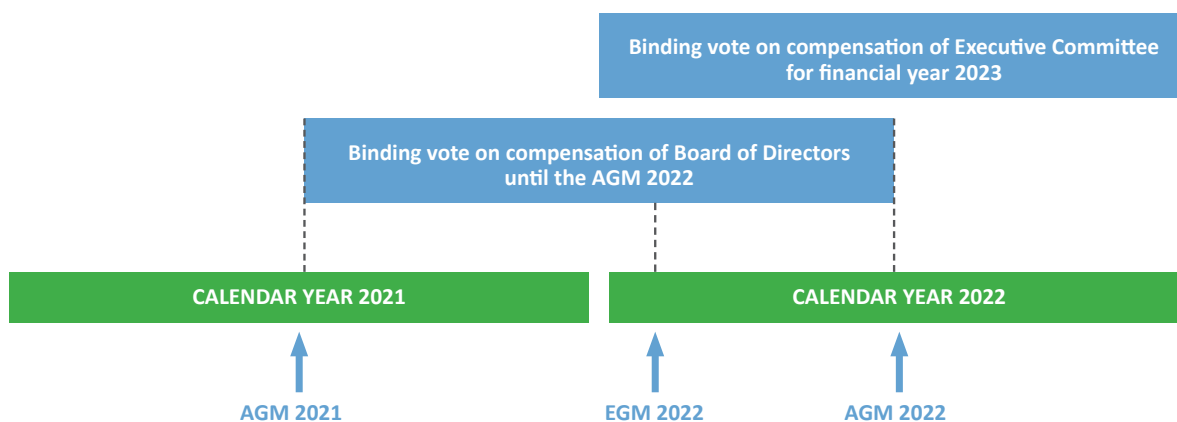 Binding vote on compensation of Executive Committee
for financial year 2023
Binding vote on compensation of Board of Directors
until the AGM 2022
CALENDAR YEAR 2021
CALENDAR YEAR 2022
AGM 2021
EGM 2022
AGM 2022